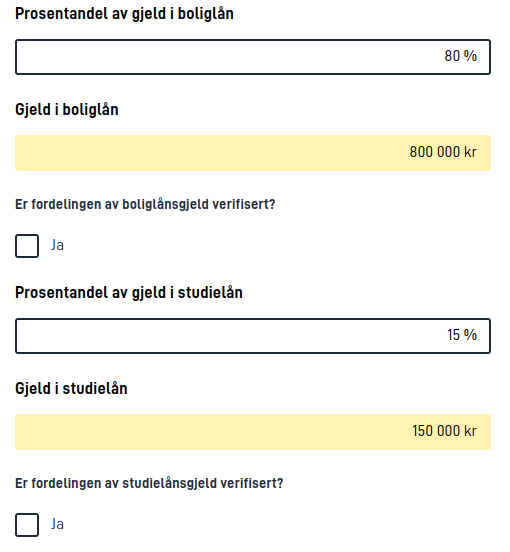 Prosentandel av gjeld i boliglån
80 %
Gjeld i boliglån
800 000 kr
Er fordelingen av boliglånsgjeld verifisert?
Ja
Prosentandel av gjeld i studielån
15 %
Gjeld i studielån
150 000 kr
Er fordelingen av studielånsgjeld verifisert?
Ja